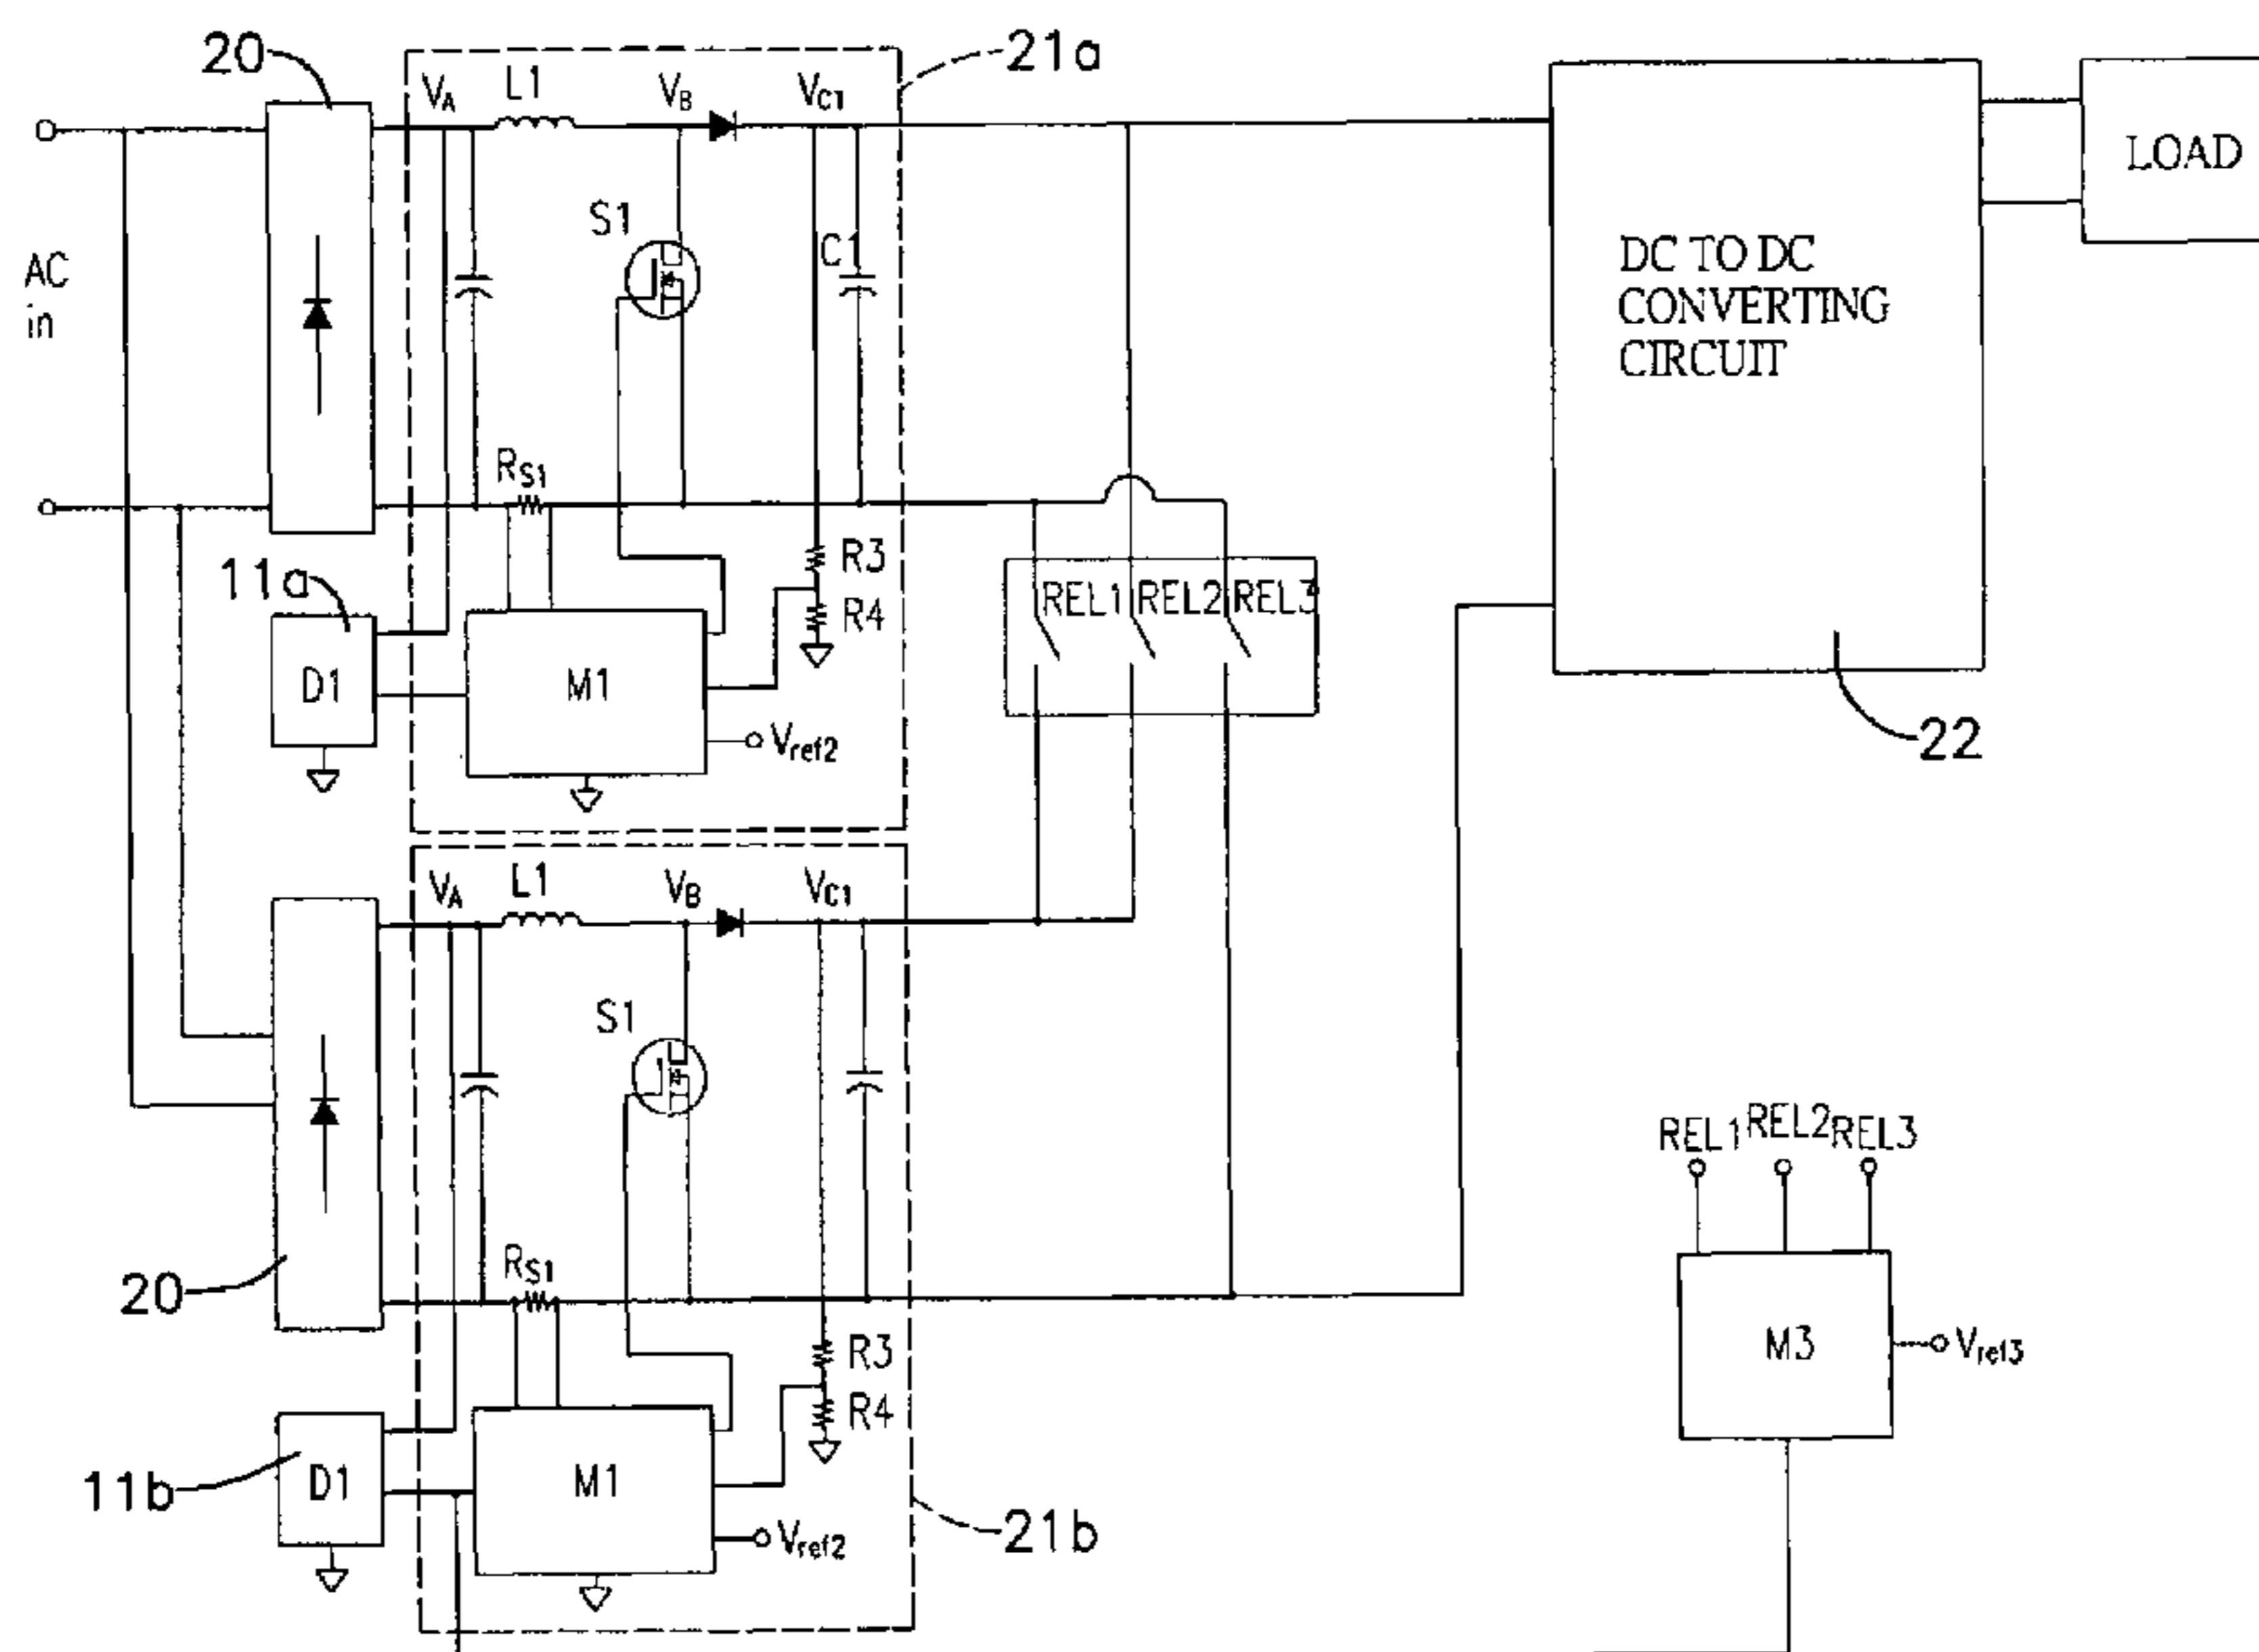 20
21a
VA
L1
VB
VC1
LOAD
S1
C1
AC
in
DC TO DC
CONVERTING
CIRCUIT
RS1
11a
R3
R4
REL1
REL2
REL3
D1
M1
Vref2
22
VA
L1
VB
VC1
S1
REL1
REL2
REL3
RS1
20
R3
R4
M3
Vref3
11b
D1
M1
Vref2
21b